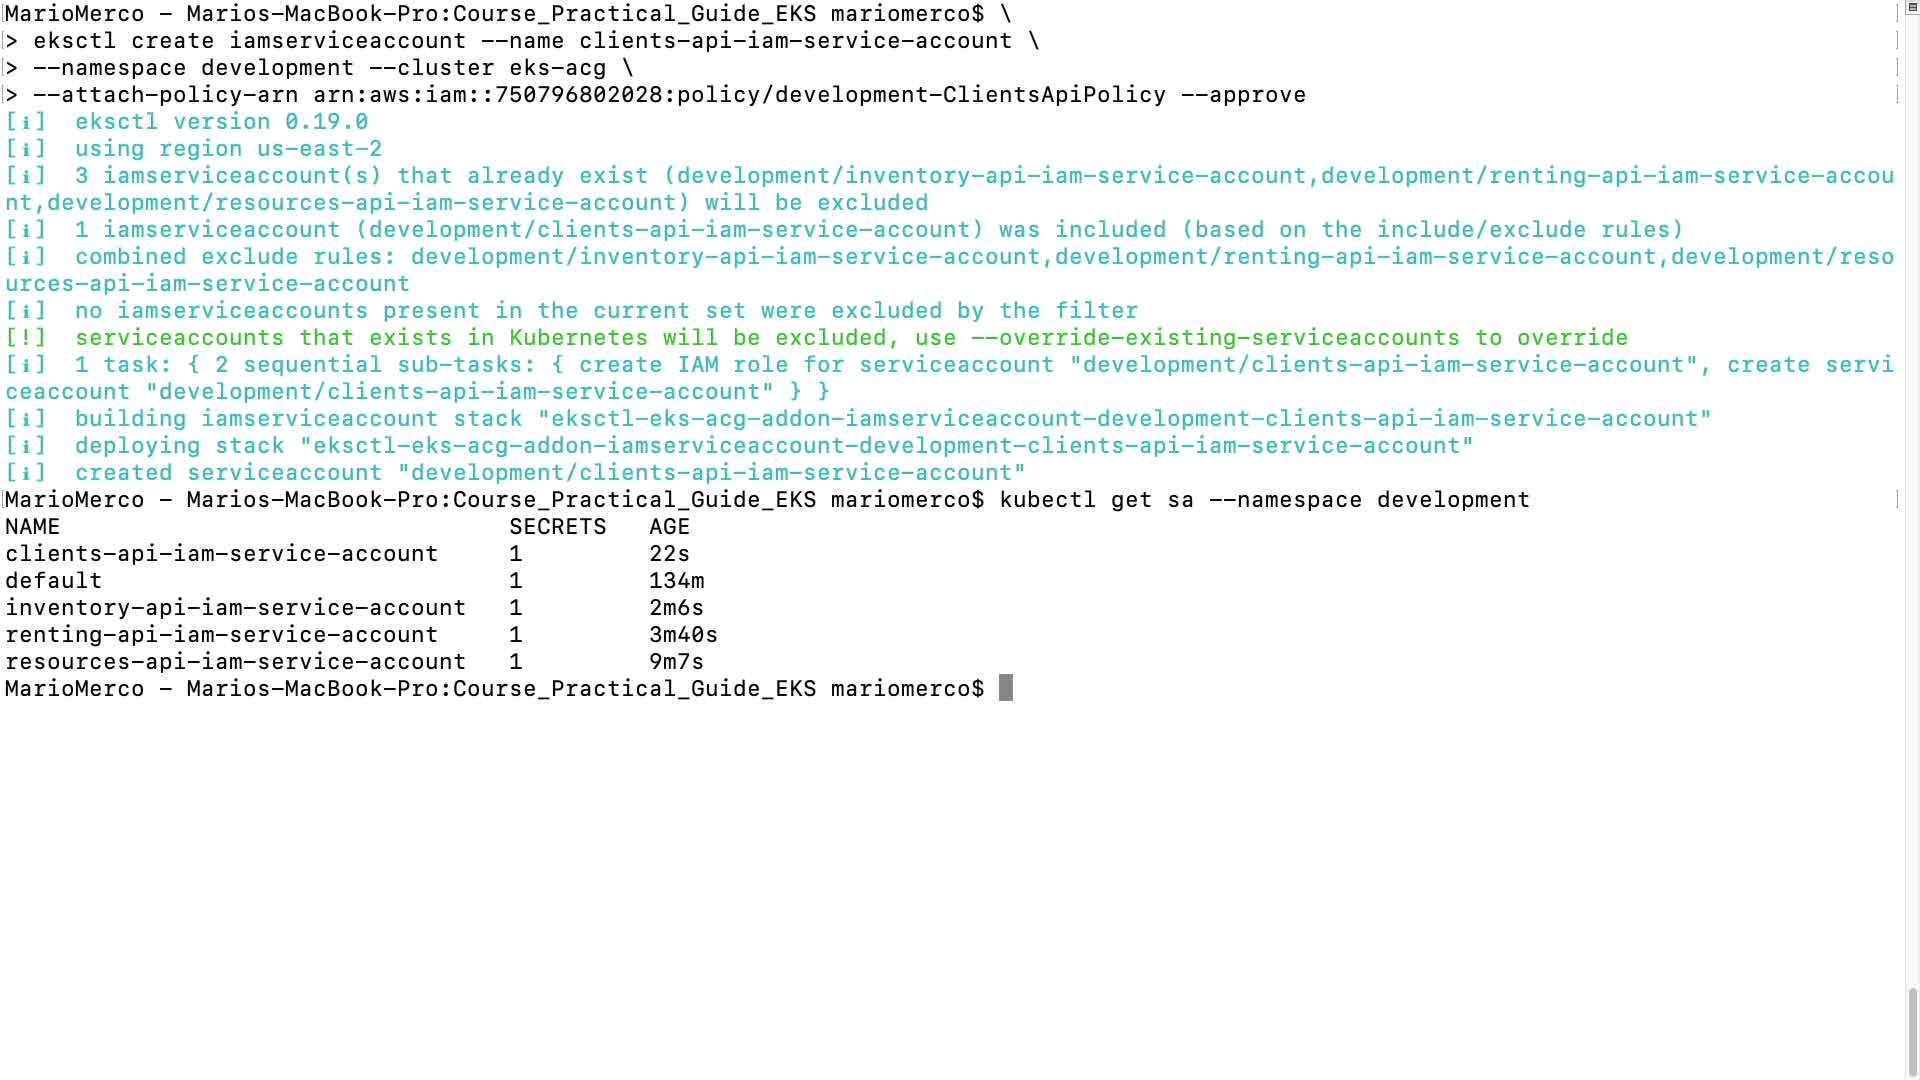 MarioMerco - Marios-MacBook-Pro:Course_Practical_Guide_EKS mariomerco$ \
> eksctl create iamserviceaccount --name clients-api-iam-service-account \
> --namespace development --cluster eks-acg \
> --attach-policy-arn arn:aws:iam::750796802028:policy/development-ClientsApiPolicy --approve
[ℹ]  eksctl version 0.19.0
[ℹ]  using region us-east-2
[ℹ]  3 iamserviceaccount(s) that already exist (development/inventory-api-iam-service-account,development/renting-api-iam-service-accou
nt,development/resources-api-iam-service-account) will be excluded
[ℹ]  1 iamserviceaccount (development/clients-api-iam-service-account) was included (based on the include/exclude rules)
[ℹ]  combined exclude rules: development/inventory-api-iam-service-account,development/renting-api-iam-service-account,development/reso
urces-api-iam-service-account
[ℹ]  no iamserviceaccounts present in the current set were excluded by the filter
[!]  serviceaccounts that exists in Kubernetes will be excluded, use --override-existing-serviceaccounts to override
[ℹ]  1 task: { 2 sequential sub-tasks: { create IAM role for serviceaccount "development/clients-api-iam-service-account", create servi
ceaccount "development/clients-api-iam-service-account" } }
[ℹ]  building iamserviceaccount stack "eksctl-eks-acg-addon-iamserviceaccount-development-clients-api-iam-service-account"
[ℹ]  deploying stack "eksctl-eks-acg-addon-iamserviceaccount-development-clients-api-iam-service-account"
[ℹ]  created serviceaccount "development/clients-api-iam-service-account"
MarioMerco - Marios-MacBook-Pro:Course_Practical_Guide_EKS mariomerco$ kubectl get sa --namespace development
NAME                                SECRETS   AGE
clients-api-iam-service-account     1         22s
default                             1         134m
inventory-api-iam-service-account   1         2m6s
renting-api-iam-service-account     1         3m40s
resources-api-iam-service-account   1         9m7s
MarioMerco - Marios-MacBook-Pro:Course_Practical_Guide_EKS mariomerco$